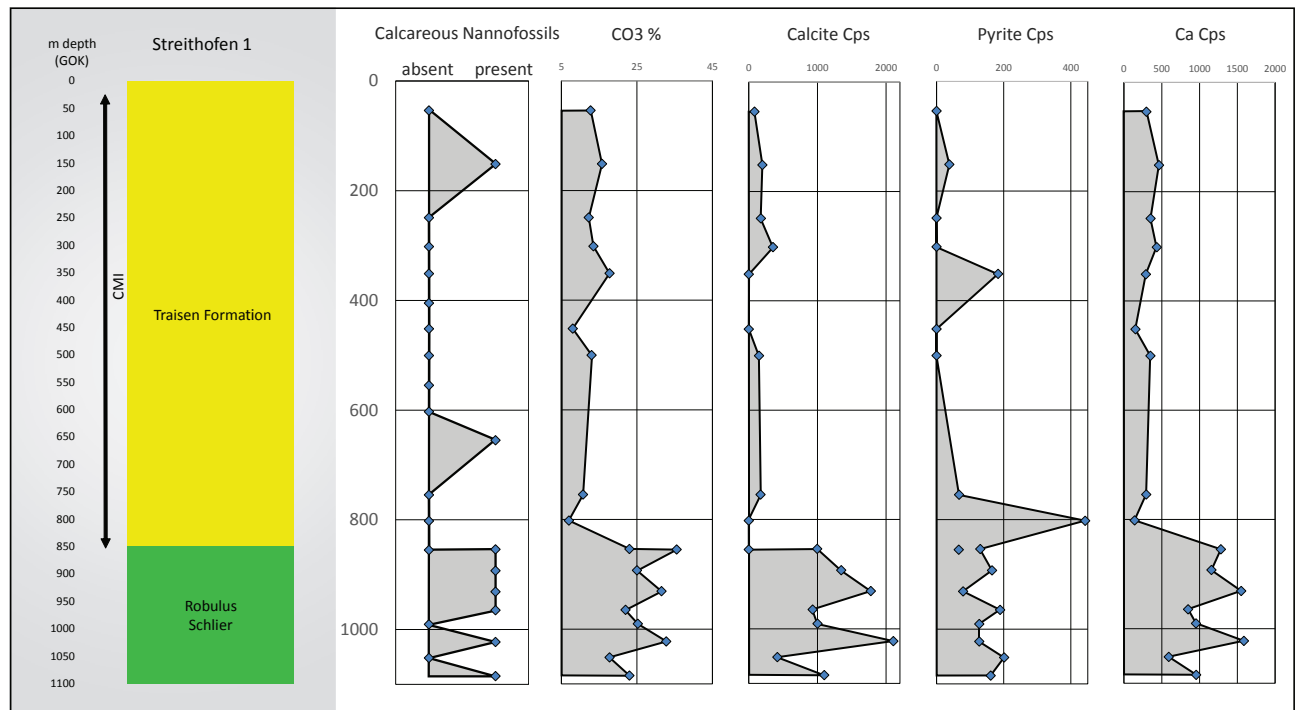 Streithofen 1
m depth
(GOK)
0
50
100
150
200
250
300
350
400
450
500
550
600
650
700
750
800
850
900
950
1000
1050
1100
CMI
Traisen Formation
Robulus
Schlier
Calcareous Nannofossils
absent present
0
200
400
600
800
1000
CO3 %
5 25 45
Calcite Cps
0 1000 2000
Pyrite Cps
0 200 400
Ca Cps
0 500 1000 1500 2000